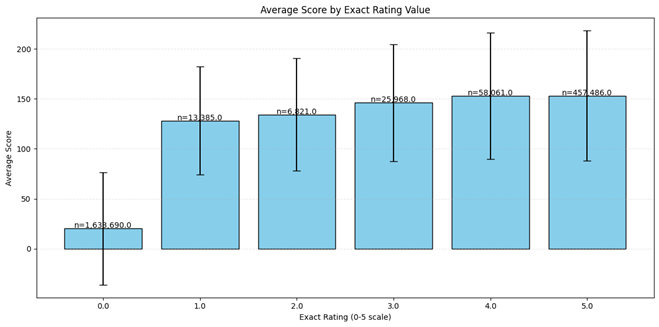 Average Score by Exact Rating Value
Average Score
200
150
100
50
0
n=1,633,690.0
n=13,385.0
n=6,821.0
n=25,968.0
n=58,061.0
n=457,486.0
0.0 1.0 2.0 3.0 4.0 5.0
Exact Rating (0-5 scale)